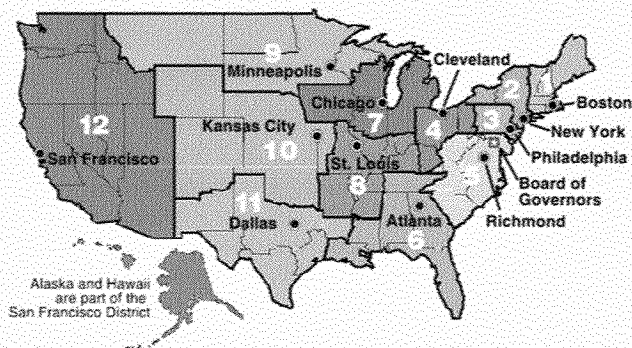 Cleveland
9
2
1
Minneapolis
Boston
Chicago
3
7
4
New York
12
Kansas City
Philadelphia
10
San Francisco
St. Louis
Board of
Governors
8
11
Richmond
Dallas
Atlanta
6
Alaska and Hawaii
are part of the
San Francisco District